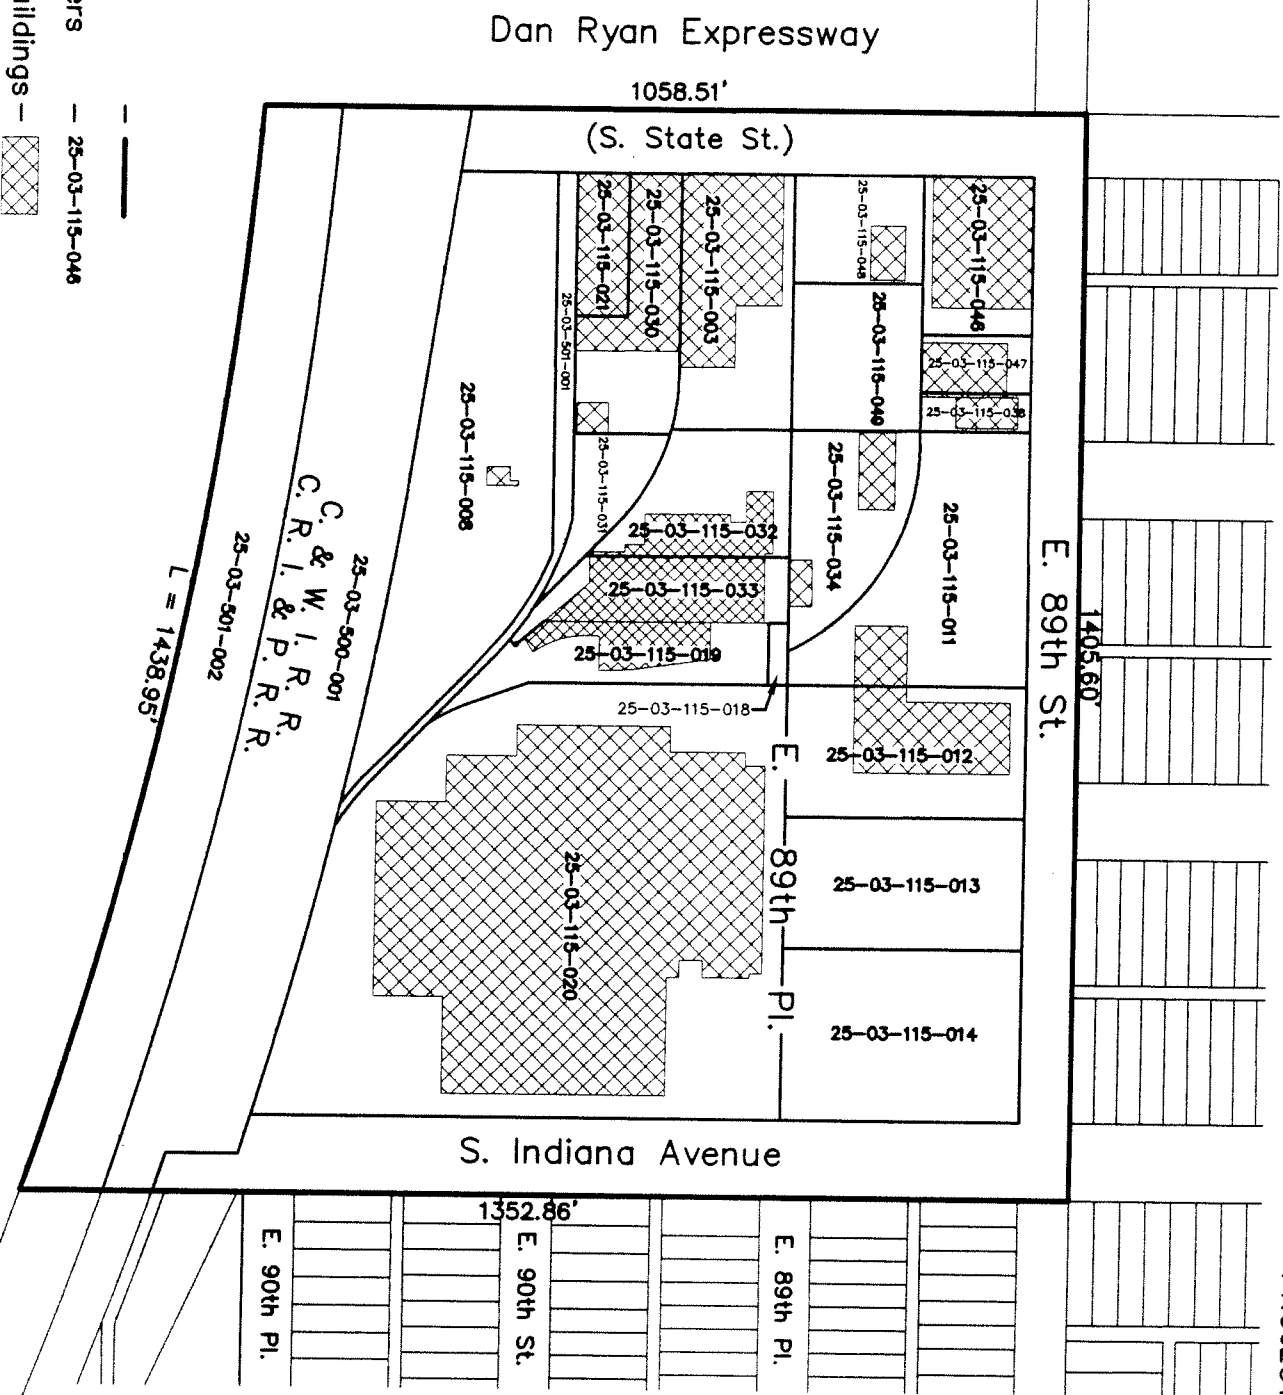 Dan Ryan Expressway
1058.51'
(S. State St.)
25-03-115-046
25-03-115-021
25-03-115-030
25-03-115-003
25-03-115-048
25-03-115-046
25-03-501-001
25-03-115-049
25-03-115-047
25-03-115-038
25-03-115-008
25-03-115-031
25-03-115-032
25-03-115-034
25-03-115-011
25-03-115-033
25-03-115-019
25-03-115-018
25-03-115-012
E. 89th St.
1405.60'
C. & W. I. R. R.
C. R. I. & P. R. R.
25-03-500-001
25-03-501-002
L = 1438.95'
E. 89th Pl.
25-03-115-013
25-03-115-020
25-03-115-014
S. Indiana Avenue
1352.86'
E. 90th Pl.
E. 90th St.
E. 89th Pl.